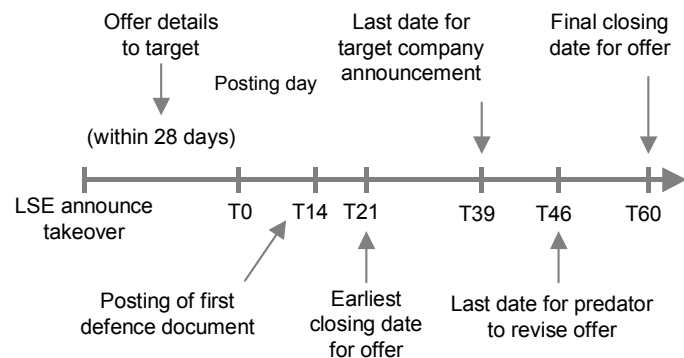 Offer details
to target
Posting day
(within 28 days)
Last date for
target company
announcement
Final closing
date for offer
LSE announce
takeover
T0
T14
T21
T39
T46
T60
Posting of first
defence document
Earliest
closing date
for offer
Last date for predator
to revise offer